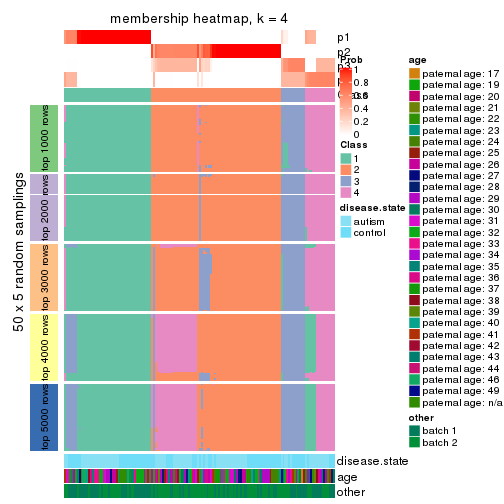 membership heatmap, k = 4
p1
p2
p3
Prob
1
0.8
0.6
0.4
0.2
0
Class
1
2
3
4
disease.state
autism
control
50 x 5 random samplings
top 1000 rows
top 2000 rows
top 3000 rows
top 4000 rows
top 5000 rows
disease.state
age
other
age
paternal age: 17
paternal age: 19
paternal age: 20
paternal age: 21
paternal age: 22
paternal age: 23
paternal age: 24
paternal age: 25
paternal age: 26
paternal age: 27
paternal age: 28
paternal age: 29
paternal age: 30
paternal age: 31
paternal age: 32
paternal age: 33
paternal age: 34
paternal age: 35
paternal age: 36
paternal age: 37
paternal age: 38
paternal age: 39
paternal age: 40
paternal age: 41
paternal age: 42
paternal age: 43
paternal age: 44
paternal age: 46
paternal age: 49
paternal age: n/a
other
batch 1
batch 2